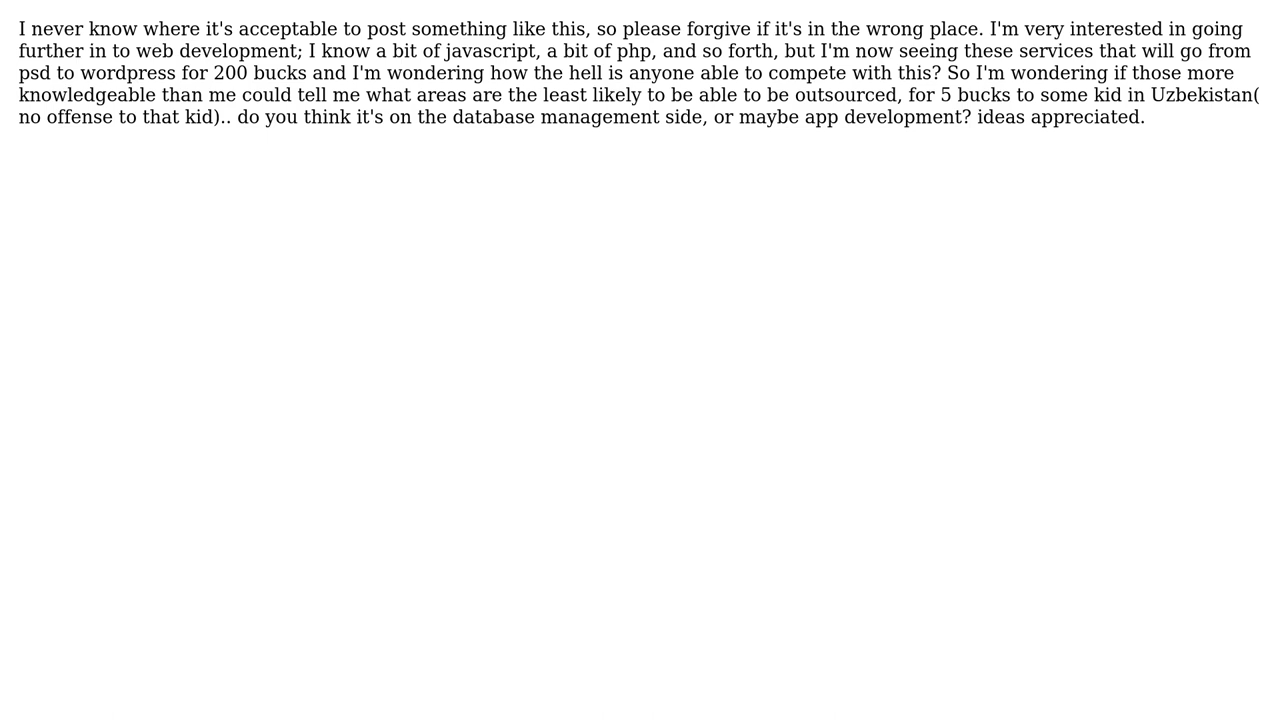 I never know where it's acceptable to post something like this, so please forgive if it's in the wrong place. I'm very interested in going
further in to web development; I know a bit of javascript, a bit of php, and so forth, but I'm now seeing these services that will go from
psd to wordpress for 200 bucks and I'm wondering how the hell is anyone able to compete with this? So I'm wondering if those more
knowledgeable than me could tell me what areas are the least likely to be able to be outsourced, for 5 bucks to some kid in Uzbekistan(
no offense to that kid).. do you think it's on the database management side, or maybe app development? ideas appreciated.